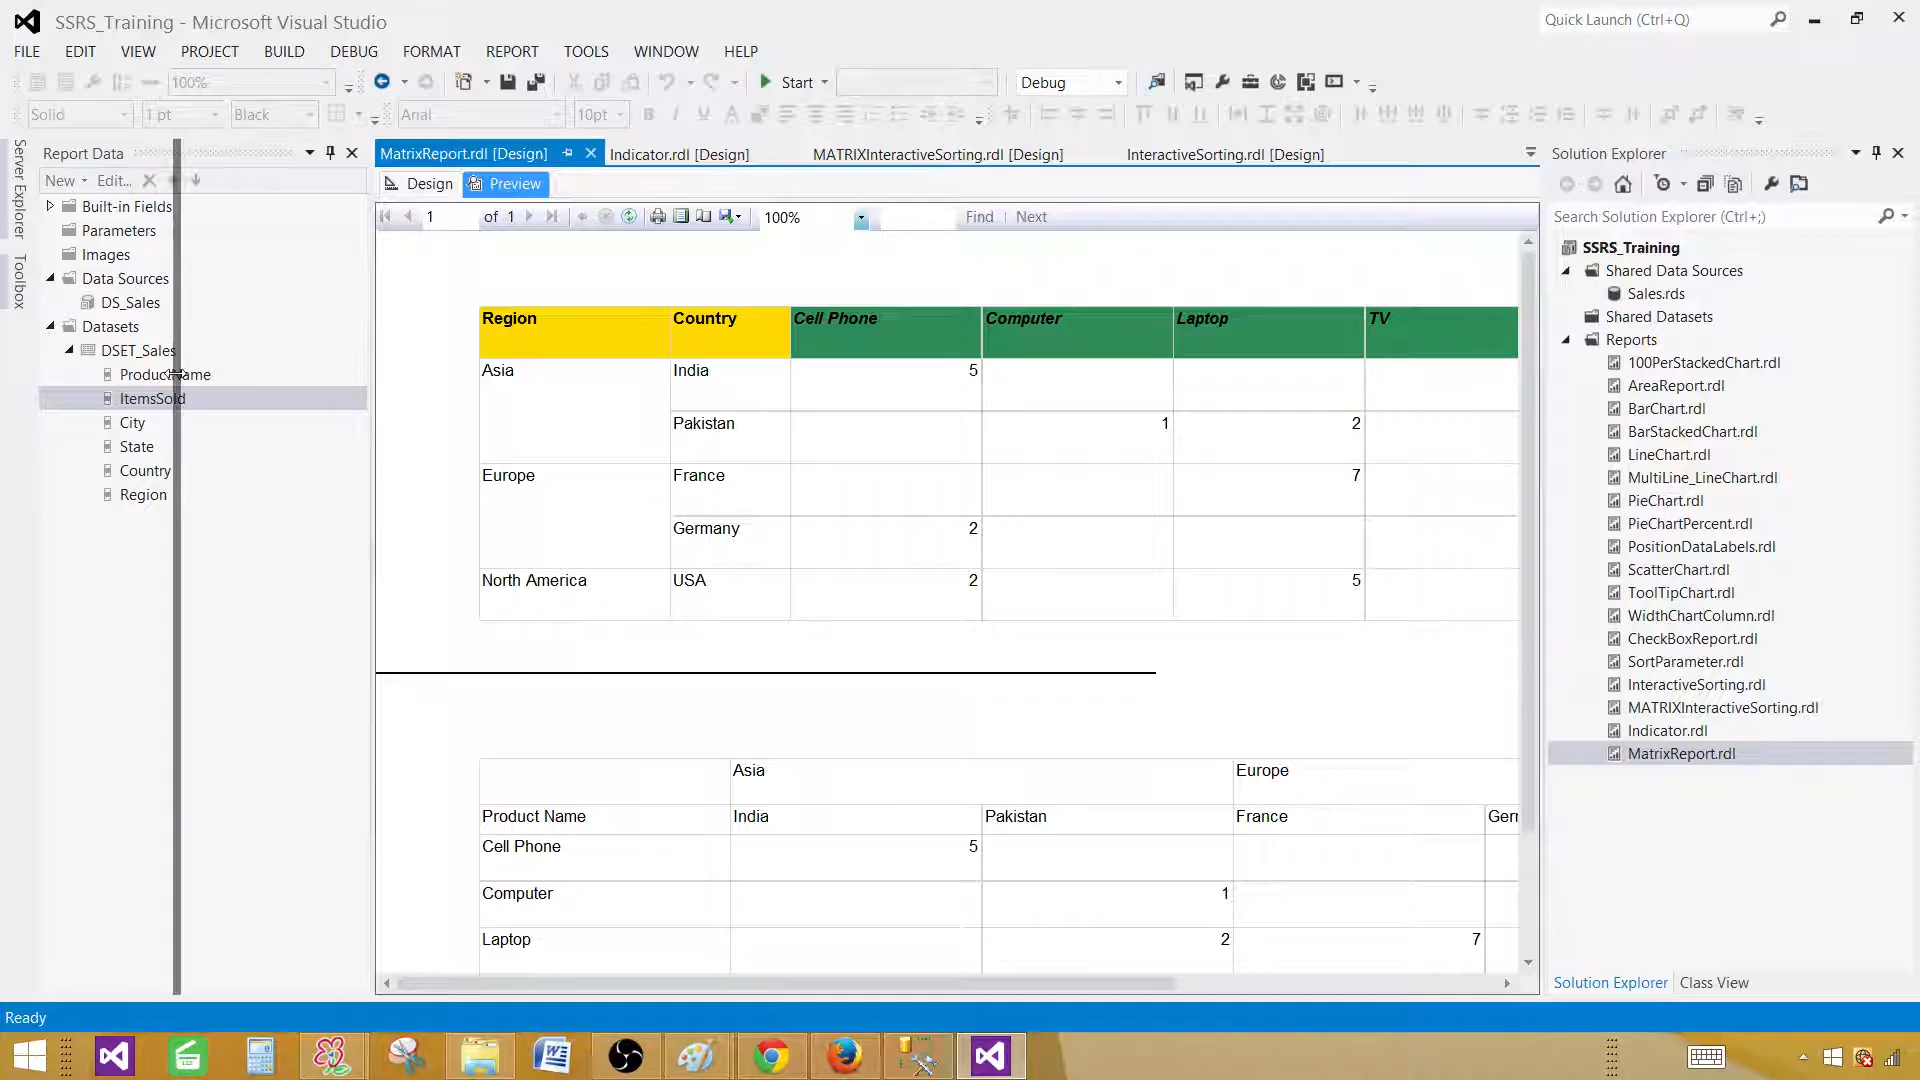 SSRS_Training - Microsoft Visual Studio
Quick Launch (Ctrl+Q)
FILE EDIT VIEW PROJECT BUILD DEBUG FORMAT REPORT TOOLS WINDOW HELP
100% Start Debug
Solid 1 pt Black Arial 10pt
Server Explorer
Toolbox
Report Data
New Edit...
Built-in Fields
Parameters
Images
Data Sources
DS_Sales
Datasets
DSET_Sales
ItemsSold
City
State
Country
Region
MatrixReport.rdl [Design] Indicator.rdl [Design] MATRIXInteractiveSorting.rdl [Design] InteractiveSorting.rdl [Design]
Design Preview
1 of 1 100% Find Next
Region Country Cell Phone Computer Laptop TV
Asia India 5
Pakistan 1 2
Europe France 7
Germany 2
North America USA 2 5
Asia Europe
Product Name India Pakistan France Ger
Cell Phone 5
Computer 1
Laptop 2 7
Solution Explorer
Search Solution Explorer (Ctrl+;)
SSRS_Training
Shared Data Sources
Sales.rds
Shared Datasets
Reports
100PerStackedChart.rdl
AreaReport.rdl
BarChart.rdl
BarStackedChart.rdl
LineChart.rdl
MultiLine_LineChart.rdl
PieChart.rdl
PieChartPercent.rdl
PositionDataLabels.rdl
ScatterChart.rdl
ToolTipChart.rdl
WidthChartColumn.rdl
CheckBoxReport.rdl
SortParameter.rdl
InteractiveSorting.rdl
MATRIXInteractiveSorting.rdl
Indicator.rdl
MatrixReport.rdl
Solution Explorer Class View
Ready